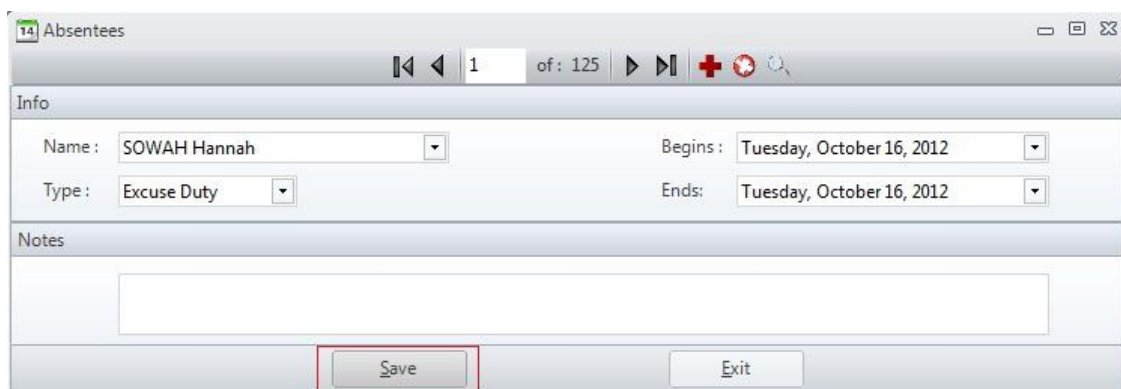 14 Absentees
1 of: 125
Info
Name: SOWAH Hannah Begins: Tuesday, October 16, 2012
Type: Excuse Duty Ends: Tuesday, October 16, 2012
Notes
Save Exit